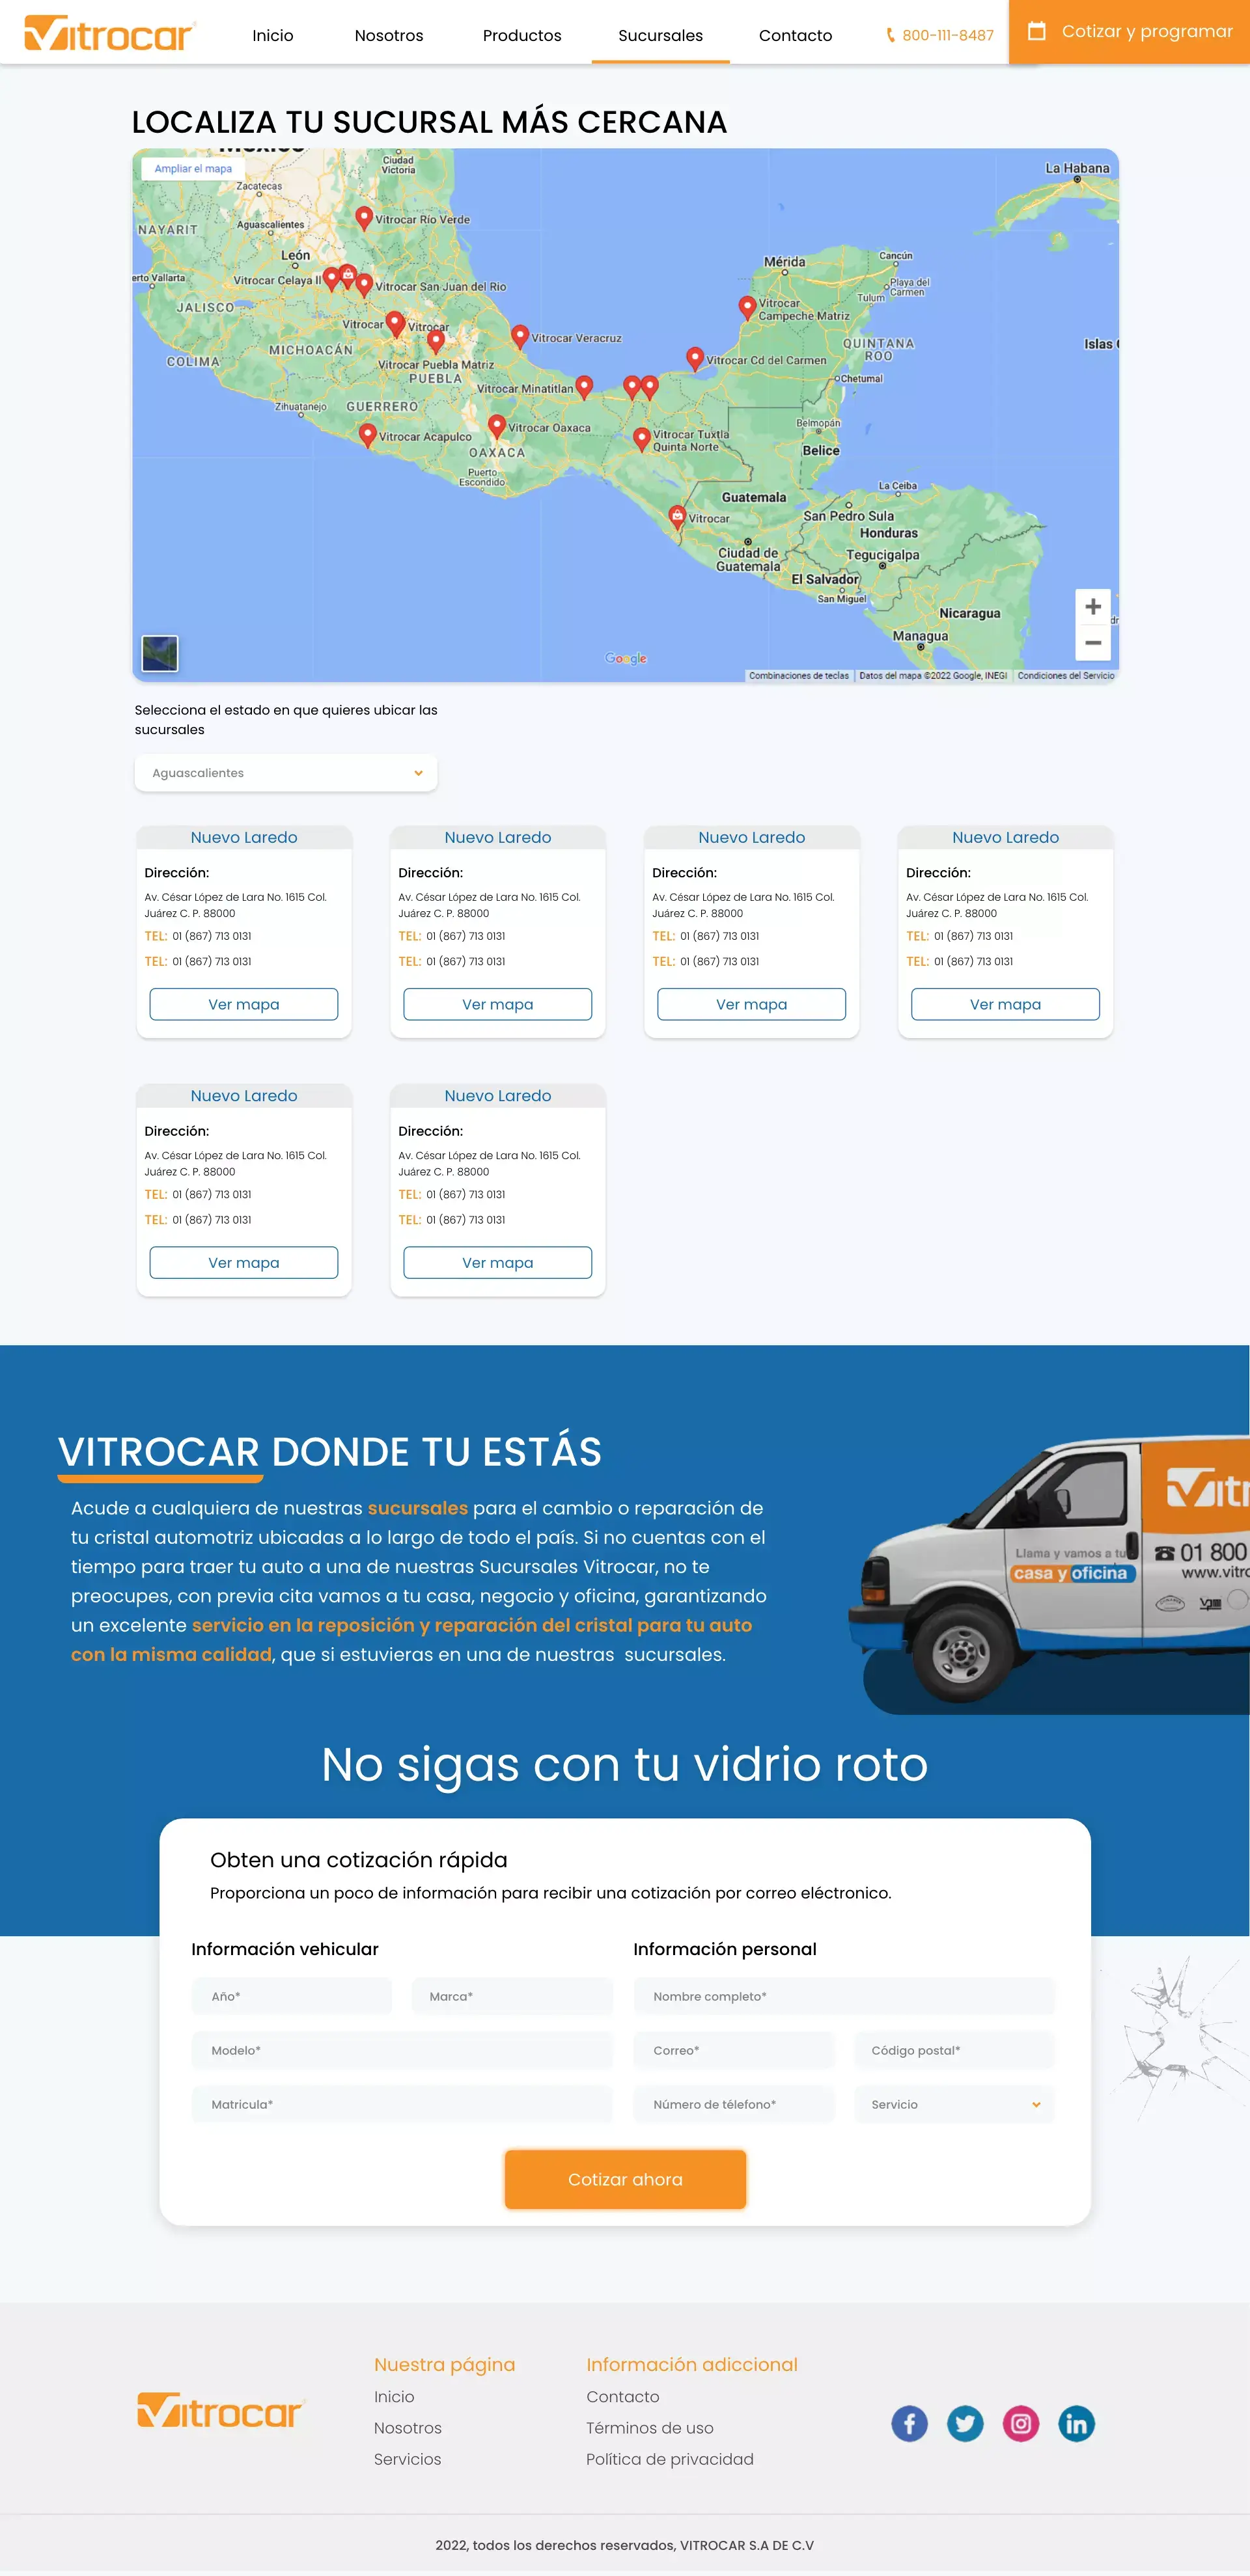 Vitrocar
Inicio
Nosotros
Productos
Sucursales
Contacto
800-111-8487
Cotizar y programar
LOCALIZA TU SUCURSAL MÁS CERCANA
Ampliar el mapa
Ciudad
Victoria
La Habana
Zacatecas
NAYARIT
Aguascalientes
Vitrocar Río Verde
León
Mérida
Cancún
erto Vallarta
Vitrocar Celaya II
Vitrocar San Juan del Río
Playa del
Carmen
Tulum
JALISCO
Vitrocar
Campeche Matriz
Vitrocar
Vitrocar
Vitrocar Veracruz
QUINTANA
ROO
Islas
MICHOACÁN
COLIMA
Vitrocar Puebla Matriz
Vitrocar Cd del Carmen
PUEBLA
Vitrocar Minatitlan
Chetumal
Zihuatanejo
GUERRERO
Vitrocar Acapulco
Vitrocar Oaxaca
Vitrocar Tuxtla
Quinta Norte
Belmopán
OAXACA
Belice
Puerto
Escondido
La Ceiba
Guatemala
Vitrocar
San Pedro Sula
Honduras
Ciudad de
Guatemala
Tegucigalpa
El Salvador
San Miguel
Nicaragua
Managua
Google
Combinaciones de teclas
Datos del mapa ©2022 Google, INEGI
Condiciones del Servicio
Selecciona el estado en que quieres ubicar las
sucursales
Aguascalientes
Nuevo Laredo
Dirección:
Av. César López de Lara No. 1615 Col.
Juárez C. P. 88000
TEL: 01 (867) 713 0131
TEL: 01 (867) 713 0131
Ver mapa
Nuevo Laredo
Dirección:
Av. César López de Lara No. 1615 Col.
Juárez C. P. 88000
TEL: 01 (867) 713 0131
TEL: 01 (867) 713 0131
Ver mapa
Nuevo Laredo
Dirección:
Av. César López de Lara No. 1615 Col.
Juárez C. P. 88000
TEL: 01 (867) 713 0131
TEL: 01 (867) 713 0131
Ver mapa
Nuevo Laredo
Dirección:
Av. César López de Lara No. 1615 Col.
Juárez C. P. 88000
TEL: 01 (867) 713 0131
TEL: 01 (867) 713 0131
Ver mapa
Nuevo Laredo
Dirección:
Av. César López de Lara No. 1615 Col.
Juárez C. P. 88000
TEL: 01 (867) 713 0131
TEL: 01 (867) 713 0131
Ver mapa
Nuevo Laredo
Dirección:
Av. César López de Lara No. 1615 Col.
Juárez C. P. 88000
TEL: 01 (867) 713 0131
TEL: 01 (867) 713 0131
Ver mapa
VITROCAR DONDE TU ESTÁS
Acude a cualquiera de nuestras sucursales para el cambio o reparación de
tu cristal automotriz ubicadas a lo largo de todo el país. Si no cuentas con el
tiempo para traer tu auto a una de nuestras Sucursales Vitrocar, no te
preocupes, con previa cita vamos a tu casa, negocio y oficina, garantizando
un excelente servicio en la reposición y reparación del cristal para tu auto
con la misma calidad, que si estuvieras en una de nuestras sucursales.
Vitr
Llama y vamos a tu
casa y oficina
01 800
www.vitro
No sigas con tu vidrio roto
Obten una cotización rápida
Proporciona un poco de información para recibir una cotización por correo eléctronico.
Información vehicular
Información personal
Año*
Marca*
Nombre completo*
Modelo*
Correo*
Código postal*
Matricula*
Número de télefono*
Servicio
Cotizar ahora
Vitrocar
Nuestra página
Inicio
Nosotros
Servicios
Información adiccional
Contacto
Términos de uso
Política de privacidad
2022, todos los derechos reservados, VITROCAR S.A DE C.V